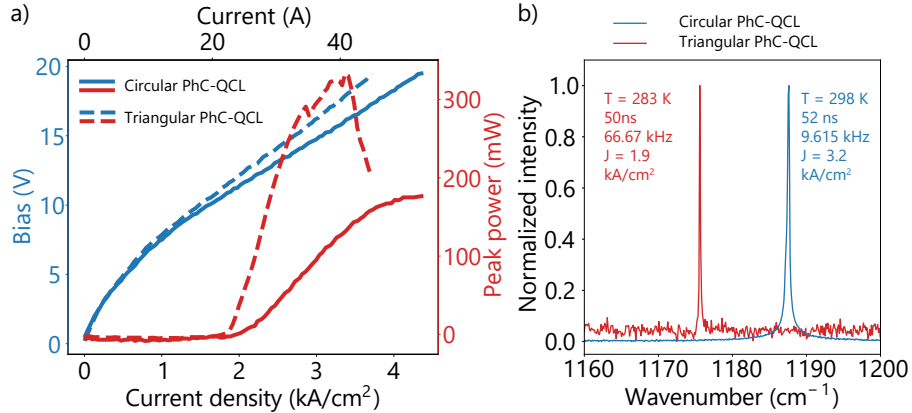 a)
Current (A)
0
20
40
20
15
10
5
0
Bias (V)
Circular PhC-QCL
Triangular PhC-QCL
300
200
100
0
Peak power (mW)
0
1
2
3
4
Current density (kA/cm²)
b)
Circular PhC-QCL
Triangular PhC-QCL
1.0
0.8
0.6
0.4
0.2
0.0
Normalized intensity
T = 283 K
50ns
66.67 kHz
J = 1.9
kA/cm²
T = 298 K
52 ns
9.615 kHz
J = 3.2
kA/cm²
1160
1170
1180
1190
1200
Wavenumber (cm⁻¹)